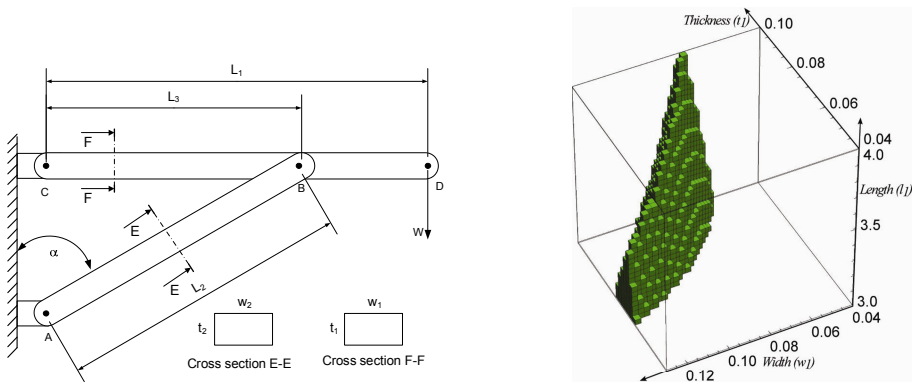 L1
L3
F
F
C
B
D
E
W
α
E
L2
A
w2
t2
Cross section E-E
w1
t1
Cross section F-F
Thickness (t1)
0.10
0.08
0.06
0.04
4.0
Length (l1)
3.5
3.0
0.04
0.06
0.08
Width (w1)
0.10
0.12